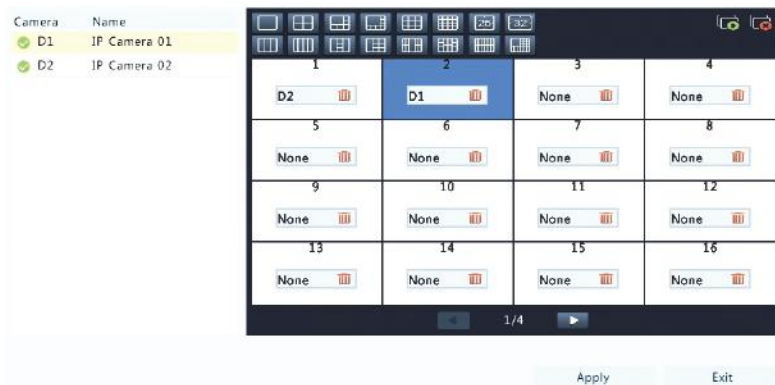 Camera Name
D1 IP Camera 01
D2 IP Camera 02
26 32
1 2 3 4
D2 D1 None None
5 6 7 8
None None None None
9 10 11 12
None None None None
13 14 15 16
None None None None
1/4
Apply Exit